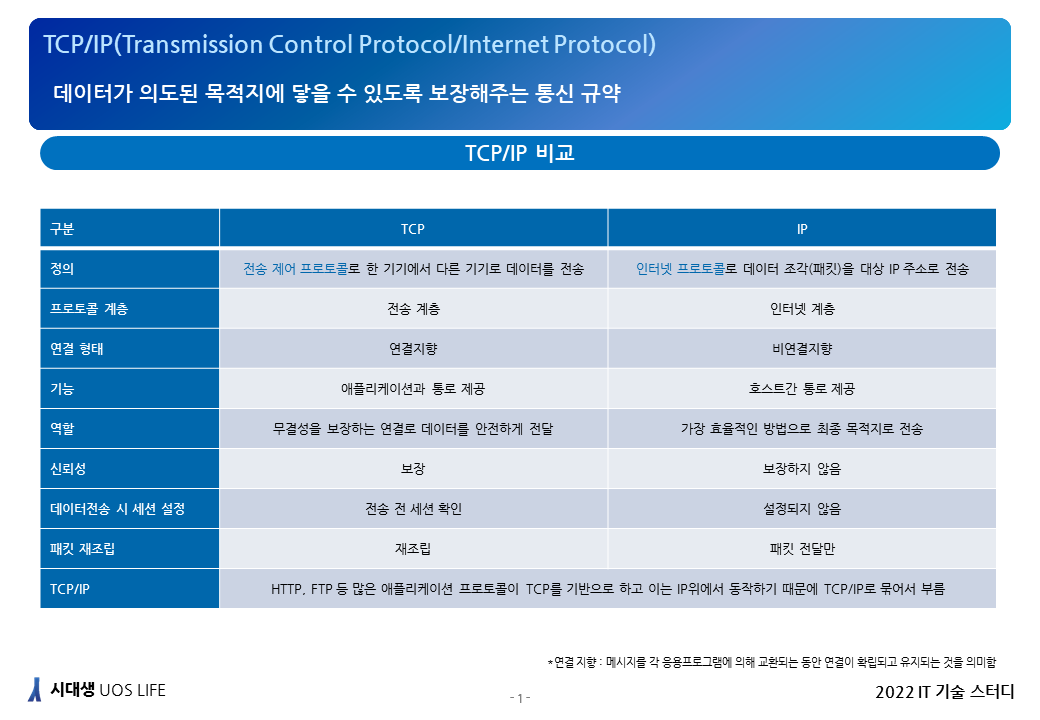 TCP/IP(Transmission Control Protocol/Internet Protocol)
데이터가 의도된 목적지에 닿을 수 있도록 보장해주는 통신 규약
TCP/IP 비교
구분 TCP IP
정의 전송 제어 프로토콜로 한 기기에서 다른 기기로 데이터를 전송 인터넷 프로토콜로 데이터 조각(패킷)을 대상 IP 주소로 전송
프로토콜 계층 전송 계층 인터넷 계층
연결 형태 연결지향 비연결지향
기능 애플리케이션과 통로 제공 호스트간 통로 제공
역할 무결성을 보장하는 연결로 데이터를 안전하게 전달 가장 효율적인 방법으로 최종 목적지로 전송
신뢰성 보장 보장하지 않음
데이터전송 시 세션 설정 전송 전 세션 확인 설정되지 않음
패킷 재조립 재조립 패킷 전달만
TCP/IP HTTP, FTP 등 많은 애플리케이션 프로토콜이 TCP를 기반으로 하고 이는 IP위에서 동작하기 때문에 TCP/IP로 묶어서 부름
*연결 지향 : 메시지를 각 응용프로그램에 의해 교환되는 동안 연결이 확립되고 유지되는 것을 의미함
시대생 UOS LIFE
- 1 -
2022 IT 기술 스터디